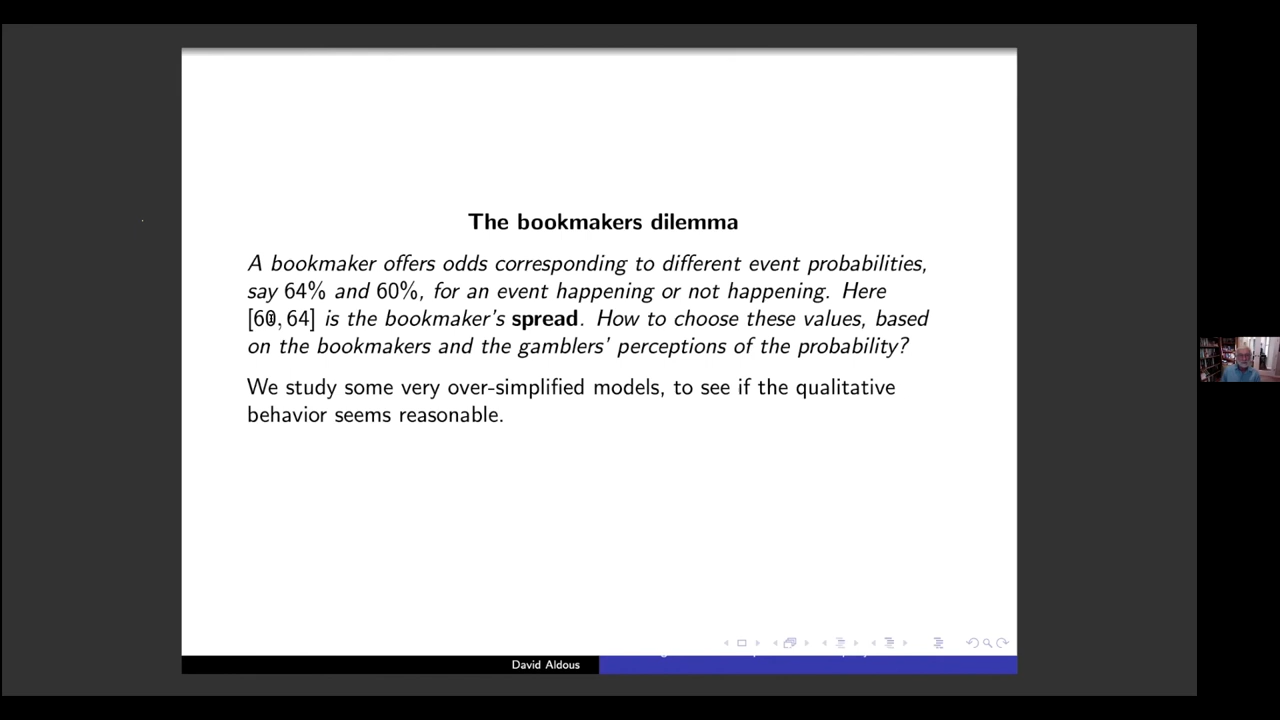 The bookmakers dilemma
A bookmaker offers odds corresponding to different event probabilities,
say 64% and 60%, for an event happening or not happening. Here
[60, 64] is the bookmaker's spread. How to choose these values, based
on the bookmakers and the gamblers' perceptions of the probability?
We study some very over-simplified models, to see if the qualitative
behavior seems reasonable.
David Aldous